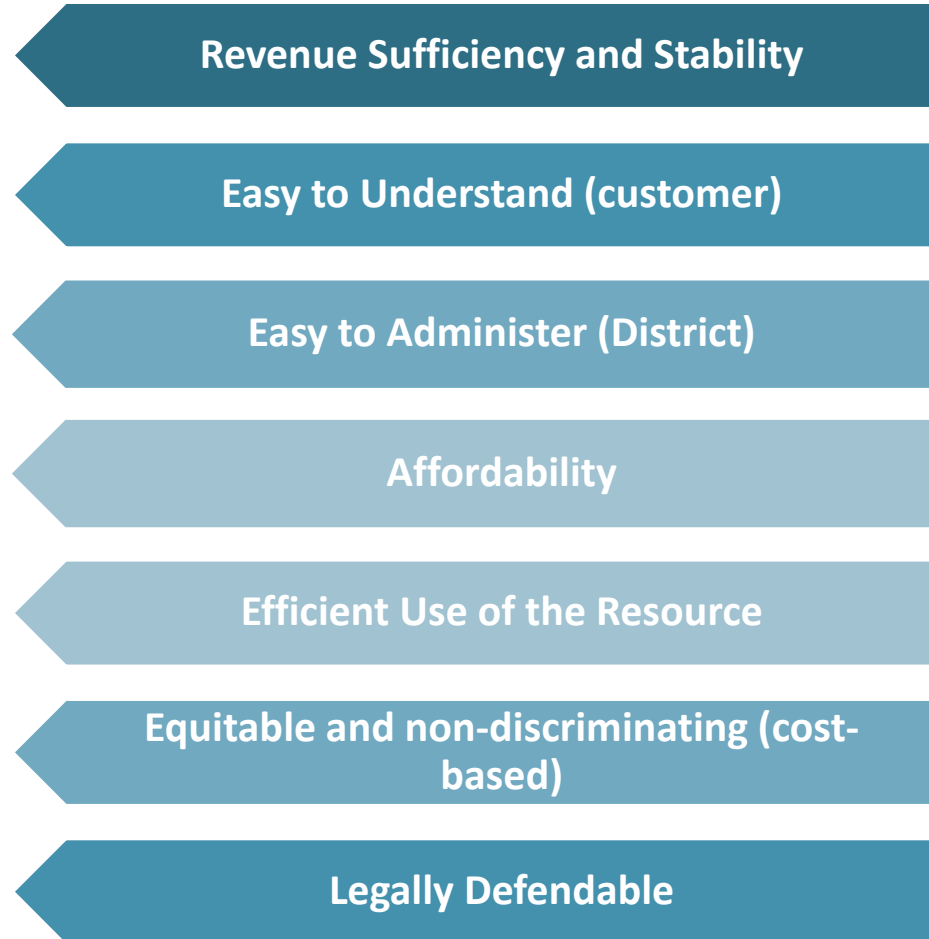 Revenue Sufficiency and Stability
Easy to Understand (customer)
Easy to Administer (District)
Affordability
Efficient Use of the Resource
Equitable and non-discriminating (cost-
based)
Legally Defendable